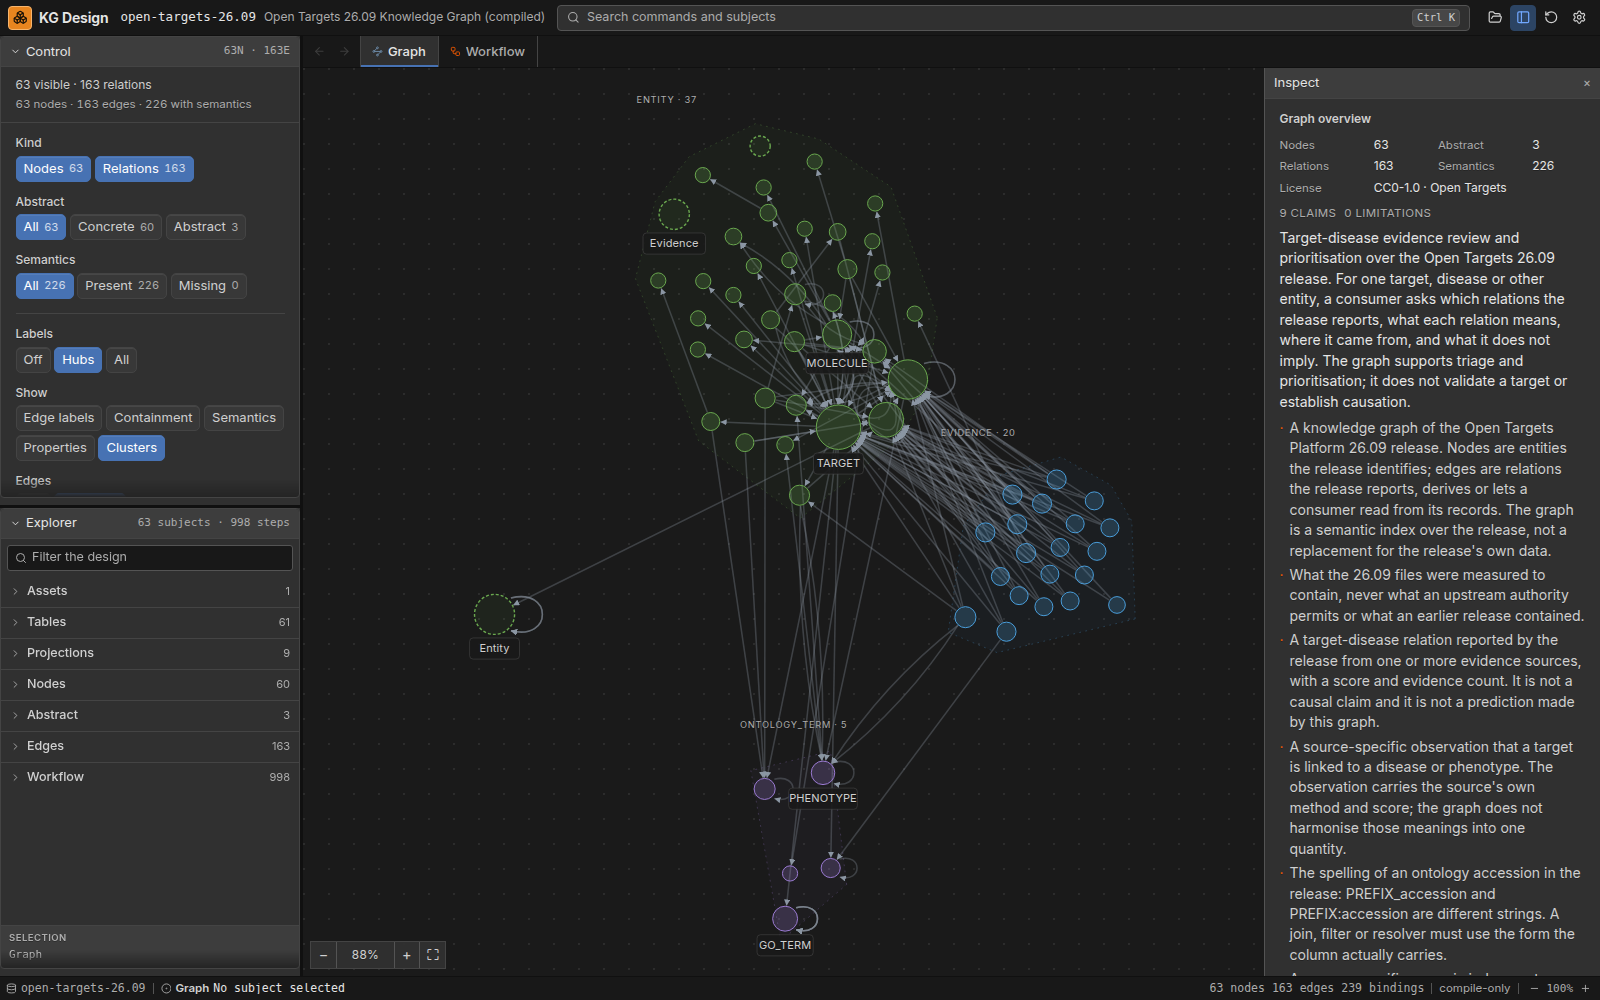 KG Design open-targets-26.09 Open Targets 26.09 Knowledge Graph (compiled) Search commands and subjects Ctrl K
Control 63N · 163E
63 visible · 163 relations
63 nodes · 163 edges · 226 with semantics
Kind
Nodes 63 Relations 163
Abstract
All 63 Concrete 60 Abstract 3
Semantics
All 226 Present 226 Missing 0
Labels
Off Hubs All
Show
Edge labels Containment Semantics
Properties Clusters
Edges
Explorer 63 subjects · 998 steps
Filter the design
Assets 1
Tables 61
Projections 9
Nodes 60
Abstract 3
Edges 163
Workflow 998
SELECTION
Graph
Graph Workflow
ENTITY · 37
Evidence
MOLECULE
EVIDENCE · 20
TARGET
Entity
ONTOLOGY_TERM · 5
PHENOTYPE
GO_TERM
− 88% +
Inspect ×
Graph overview
Nodes 63 Abstract 3
Relations 163 Semantics 226
License CC0-1.0 · Open Targets
9 CLAIMS 0 LIMITATIONS
Target-disease evidence review and
prioritisation over the Open Targets 26.09
release. For one target, disease or other
entity, a consumer asks which relations the
release reports, what each relation means,
where it came from, and what it does not
imply. The graph supports triage and
prioritisation; it does not validate a target or
establish causation.
· A knowledge graph of the Open Targets
Platform 26.09 release. Nodes are entities
the release identifies; edges are relations
the release reports, derives or lets a
consumer read from its records. The graph
is a semantic index over the release, not a
replacement for the release's own data.
· What the 26.09 files were measured to
contain, never what an upstream authority
permits or what an earlier release contained.
· A target-disease relation reported by the
release from one or more evidence sources,
with a score and evidence count. It is not a
causal claim and it is not a prediction made
by this graph.
· A source-specific observation that a target
is linked to a disease or phenotype. The
observation carries the source's own
method and score; the graph does not
harmonise those meanings into one
quantity.
· The spelling of an ontology accession in the
release: PREFIX_accession and
PREFIX:accession are different strings. A
join, filter or resolver must use the form the
column actually carries.
open-targets-26.09 Graph No subject selected 63 nodes 163 edges 239 bindings compile-only − 100% +